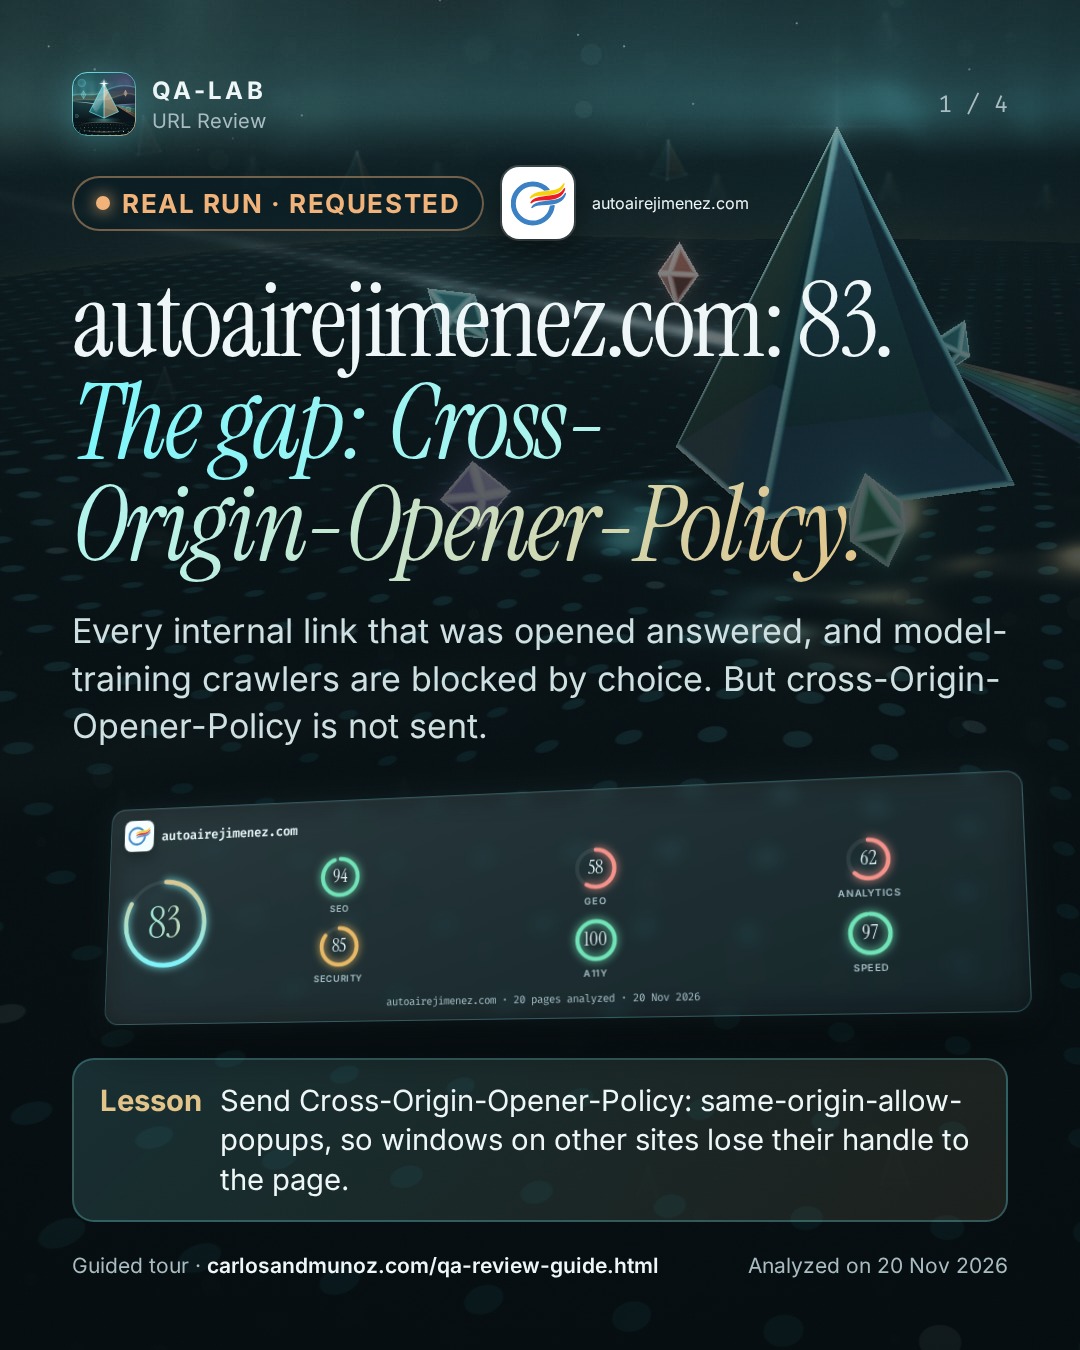 QA-LAB
URL Review
1 / 4
REAL RUN · REQUESTED
autoairejimenez.com
autoairejimenez.com: 83.
The gap: Cross-
Origin-Opener-Policy.
Every internal link that was opened answered, and model-
training crawlers are blocked by choice. But cross-Origin-
Opener-Policy is not sent.
autoairejimenez.com
83
94
SEO
58
GEO
62
ANALYTICS
85
SECURITY
100
A11Y
97
SPEED
autoairejimenez.com · 20 pages analyzed · 20 Nov 2026
Lesson
Send Cross-Origin-Opener-Policy: same-origin-allow-
popups, so windows on other sites lose their handle to
the page.
Guided tour · carlosandmunoz.com/qa-review-guide.html
Analyzed on 20 Nov 2026